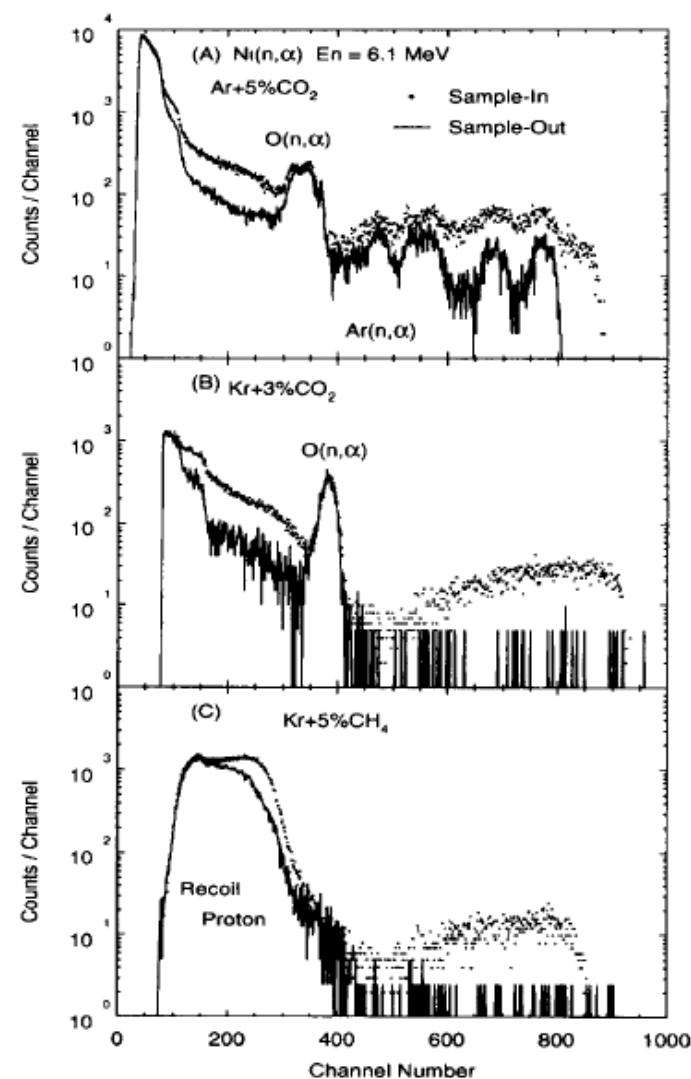 10 4
(A) Ni(n,α) En = 6.1 MeV
Ar+5%CO2
• Sample-In
— Sample-Out
O(n,α)
10 3
10 2
10 1
Ar(n,α)
10 0
Counts / Channel
(B) Kr+3%CO2
O(n,α)
10 3
10 2
10 1
10 0
Counts / Channel
(C) Kr+5%CH4
10 3
10 2
Recoil
Proton
10 1
10 0
Counts / Channel
0 200 400 600 800 1000
Channel Number